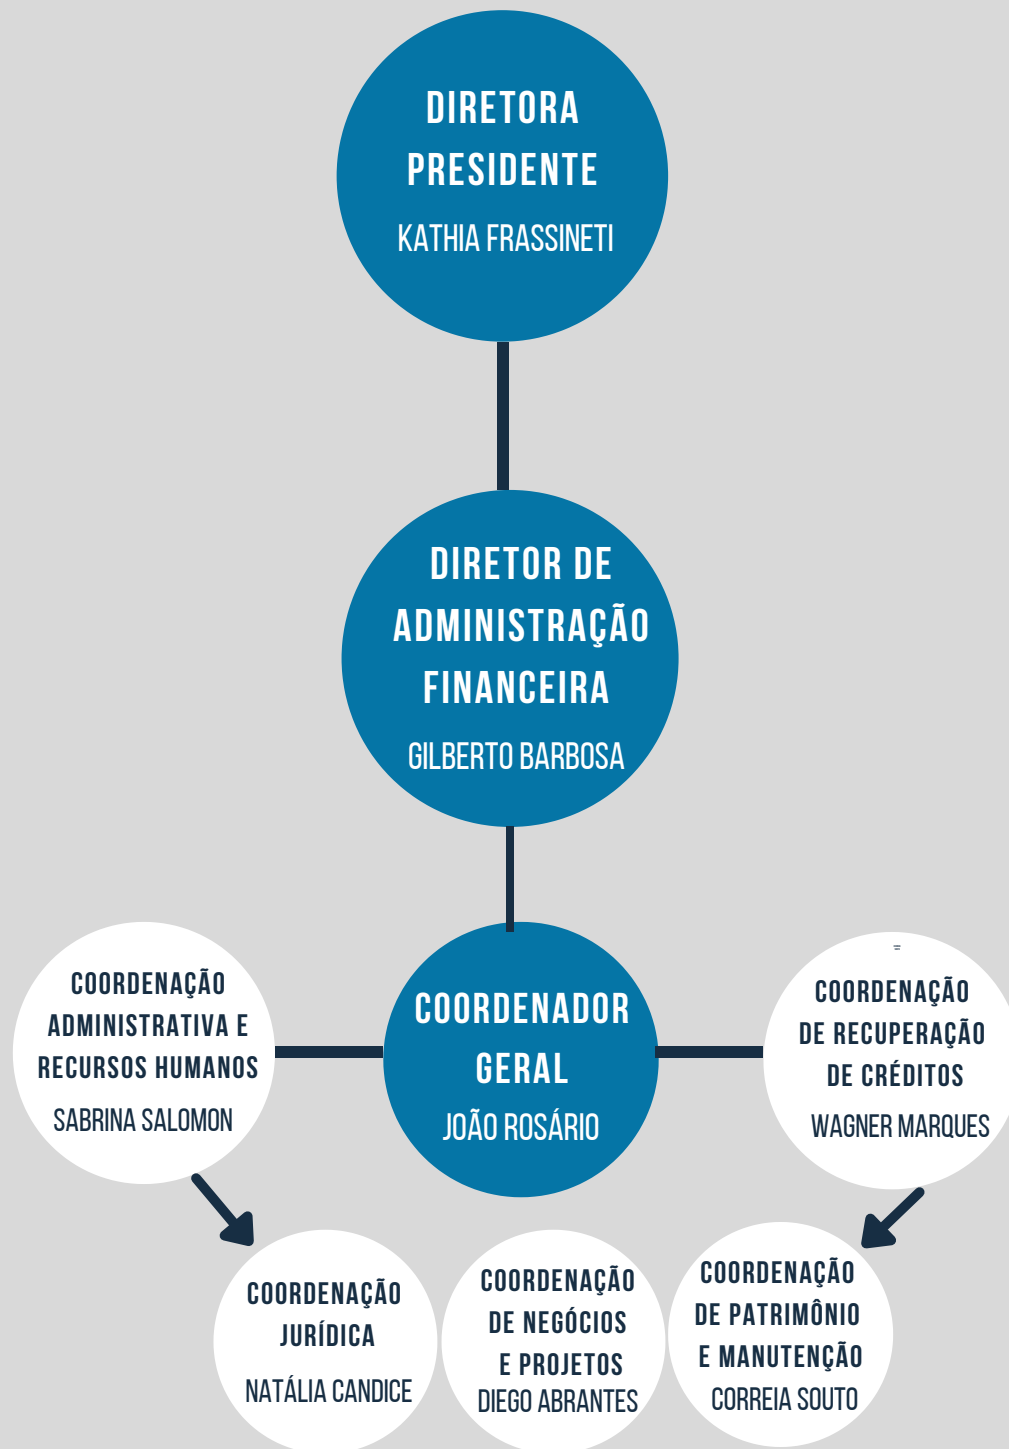 DIRETORA
PRESIDENTE
KATHIA FRASSINETI
DIRETOR DE
ADMINISTRAÇÃO
FINANCEIRA
GILBERTO BARBOSA
COORDENAÇÃO
ADMINISTRATIVA E
RECURSOS HUMANOS
SABRINA SALOMON
COORDENADOR
GERAL
JOÃO ROSÁRIO
COORDENAÇÃO
DE RECUPERAÇÃO
DE CRÉDITOS
WAGNER MARQUES
COORDENAÇÃO
JURÍDICA
NATÁLIA CANDICE
COORDENAÇÃO
DE NEGÓCIOS
E PROJETOS
DIEGO ABRANTES
COORDENAÇÃO
DE PATRIMÔNIO
E MANUTENÇÃO
CORREIA SOUTO